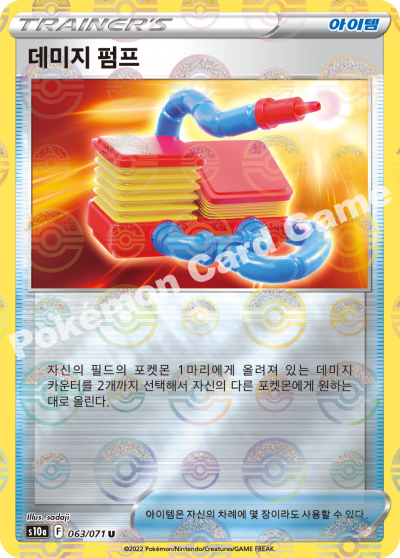 TRAINER'S
아이템
데미지 펌프
Pokémon Card Game
자신의 필드의 포켓몬 1마리에게 올려져 있는 데미지
카운터를 2개까지 선택해서 자신의 다른 포켓몬에게 원하는
대로 올린다.
Illus. sadaji
s10a F 063/071 U
아이템은 자신의 차례에 몇 장이라도 사용할 수 있다.
©2022 Pokémon/Nintendo/Creatures/GAME FREAK.